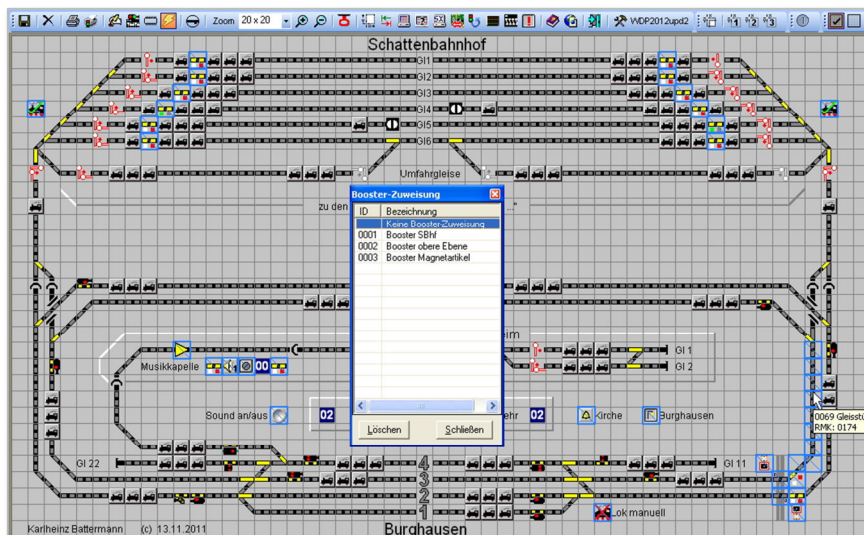 Zoom 20 x 20 WDP2012upd2
Schattenbahnhof
Gl1
Gl2
Gl3
Gl4
Gl5
Gl6
Umfahrgleise
zu den ..."
Booster-Zuweisung
ID Bezeichnung
Keine Booster-Zuweisung
0001 Booster SBhf
0002 Booster obere Ebene
0003 Booster Magnetartikel
Löschen Schließen
eim
Gl 1
Musikkapelle 1 00 Gl 2
Sound an/aus 02 ehr 02 Kirche Burghausen
0069 Gleisstü
RMK: 0174
Gl 22 4 Gl 11
3
2
1 Lok manuell
Karlheinz Battermann (c) 13.11.2011 Burghausen